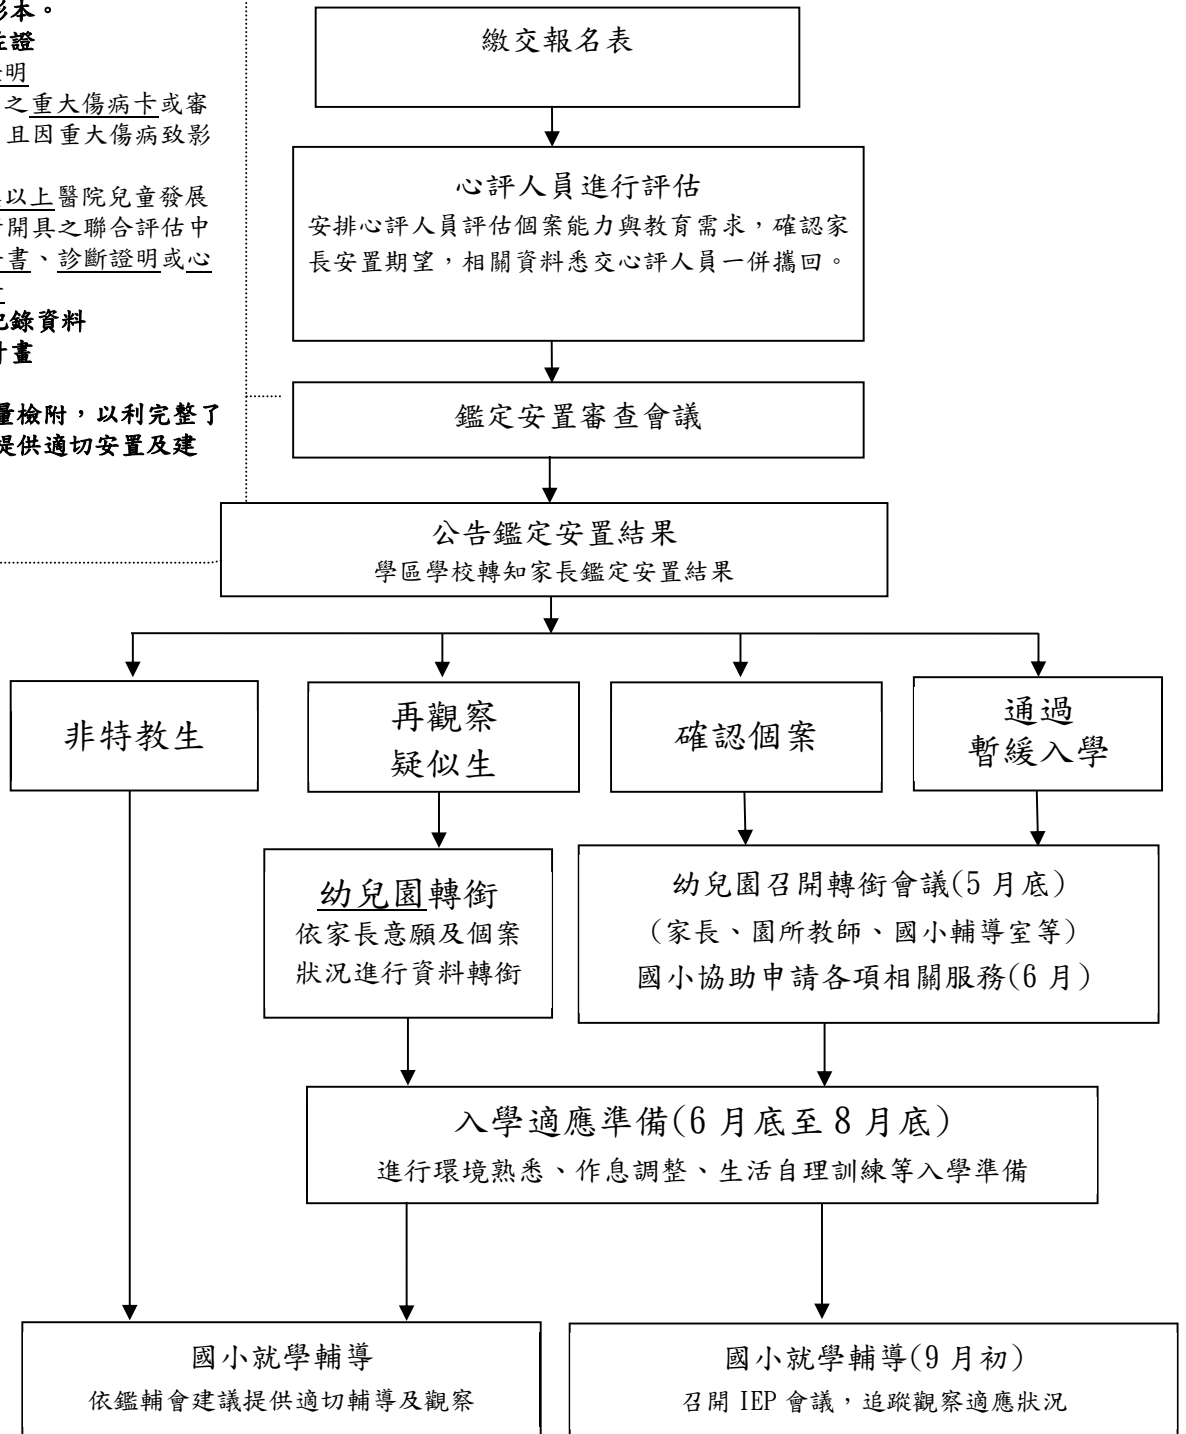 影本。
住證
證明
之重大傷病卡或審
且因重大傷病致影
以上醫院兒童發展
開具之聯合評估中
書、診斷證明或心
記錄資料
計畫
量檢附，以利完整了
提供適切安置及建
繳交報名表
心評人員進行評估
安排心評人員評估個案能力與教育需求，確認家
長安置期望，相關資料悉交心評人員一併攜回。
鑑定安置審查會議
公告鑑定安置結果
學區學校轉知家長鑑定安置結果
非特教生
再觀察
疑似生
確認個案
通過
暫緩入學
幼兒園轉銜
依家長意願及個案
狀況進行資料轉銜
幼兒園召開轉銜會議(5 月底)
（家長、園所教師、國小輔導室等）
國小協助申請各項相關服務(6 月)
入學適應準備(6 月底至 8 月底)
進行環境熟悉、作息調整、生活自理訓練等入學準備
國小就學輔導
依鑑輔會建議提供適切輔導及觀察
國小就學輔導(9 月初)
召開 IEP 會議，追蹤觀察適應狀況